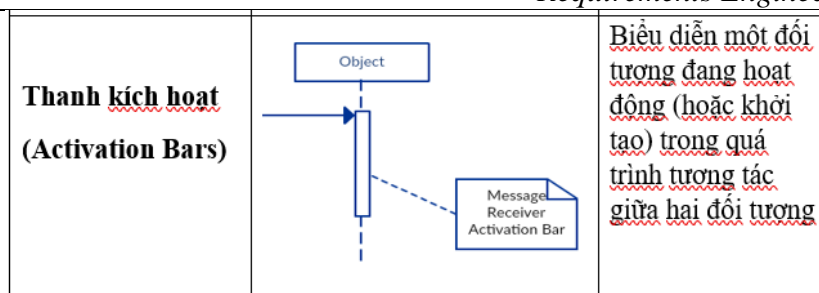 Thanh kích hoạt
(Activation Bars)
Object
Message
Receiver
Activation Bar
Biểu diễn một đối
tượng đang hoạt
động (hoặc khởi
tạo) trong quá
trình tương tác
giữa hai đối tượng